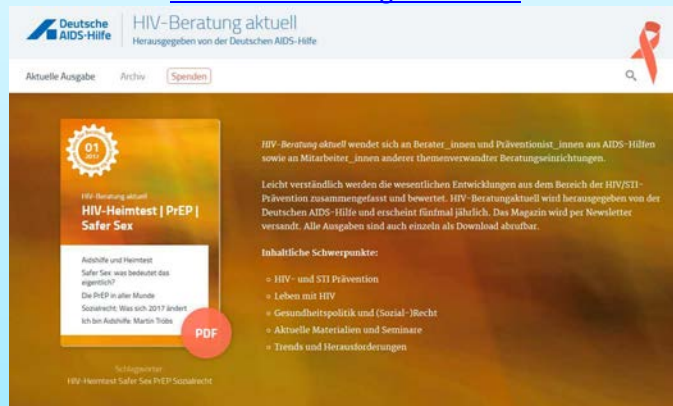 Deutsche
AIDS-Hilfe
HIV-Beratung aktuell
Herausgegeben von der Deutschen AIDS-Hilfe
Aktuelle Ausgabe Archiv Spenden
01
2017
HIV-Beratung aktuell
HIV-Heimtest | PrEP |
Safer Sex
Aidshilfe und Heimtest
Safer Sex: was bedeutet das
eigentlich?
Die PrEP in aller Munde
Sozialrecht: Was sich 2017 ändert
Ich bin Aidshilfe: Martin Tröbs
PDF
Schlagwörter
HIV-Heimtest Safer Sex PrEP Sozialrecht
HIV-Beratung aktuell wendet sich an Berater_innen und Präventionist_innen aus AIDS-Hilfen
sowie an Mitarbeiter_innen anderer themenverwandter Beratungseinrichtungen.
Leicht verständlich werden die wesentlichen Entwicklungen aus dem Bereich der HIV/STI-
Prävention zusammengefasst und bewertet. HIV-Beratungaktuell wird herausgegeben von der
Deutschen AIDS-Hilfe und erscheint fünfmal jährlich. Das Magazin wird per Newsletter
versandt. Alle Ausgaben sind auch einzeln als Download abrufbar.
Inhaltliche Schwerpunkte:
HIV- und STI Prävention
Leben mit HIV
Gesundheitspolitik und (Sozial-)Recht
Aktuelle Materialien und Seminare
Trends und Herausforderungen